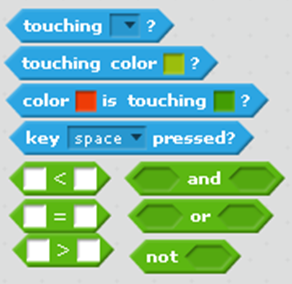 touching ?
touching color ?
color is touching ?
key space pressed?
< and
= or
> not